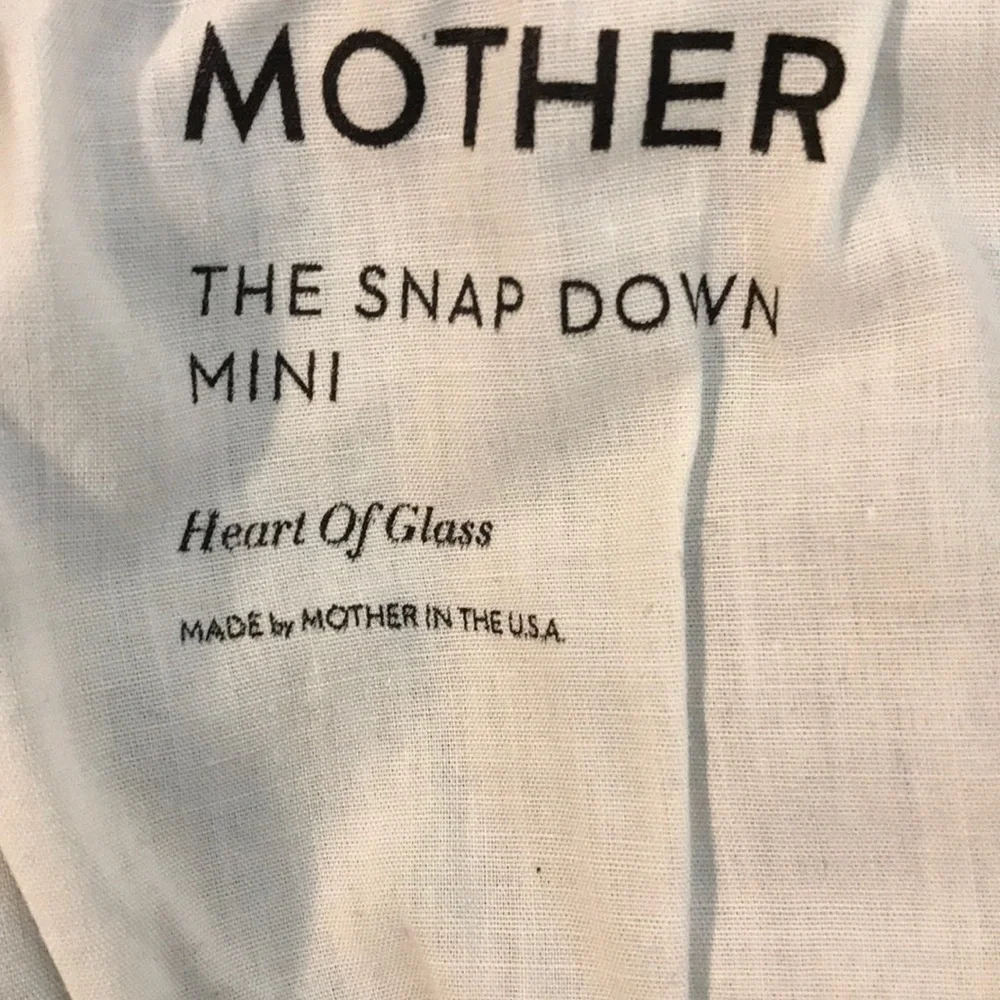 MOTHER
THE SNAP DOWN
MINI
Heart Of Glass
MADE by MOTHER IN THE U.S.A.